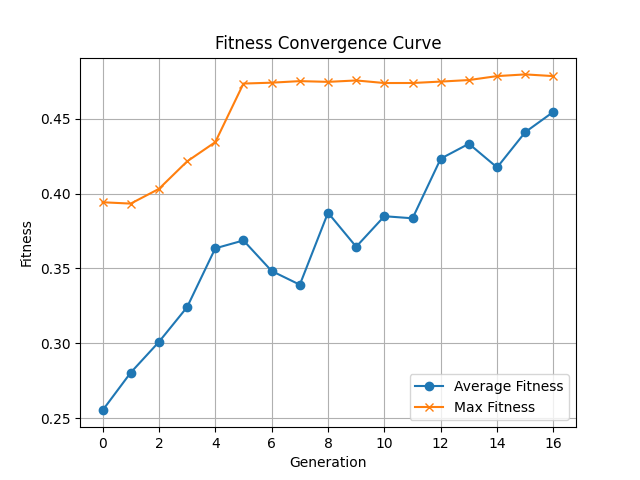 Fitness Convergence Curve
Fitness
0.45
0.40
0.35
0.30
0.25
0 2 4 6 8 10 12 14 16
Generation
Average Fitness
Max Fitness